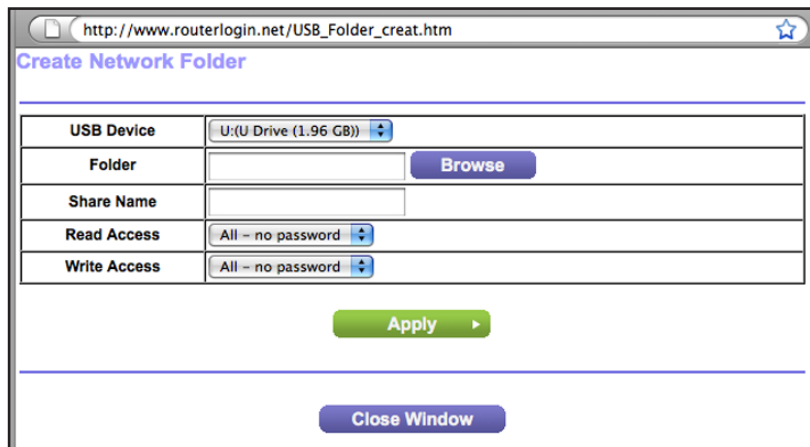 http://www.routerlogin.net/USB_Folder_creat.htm
Create Network Folder
USB Device U:(U Drive (1.96 GB))
Folder Browse
Share Name
Read Access All – no password
Write Access All – no password
Apply
Close Window